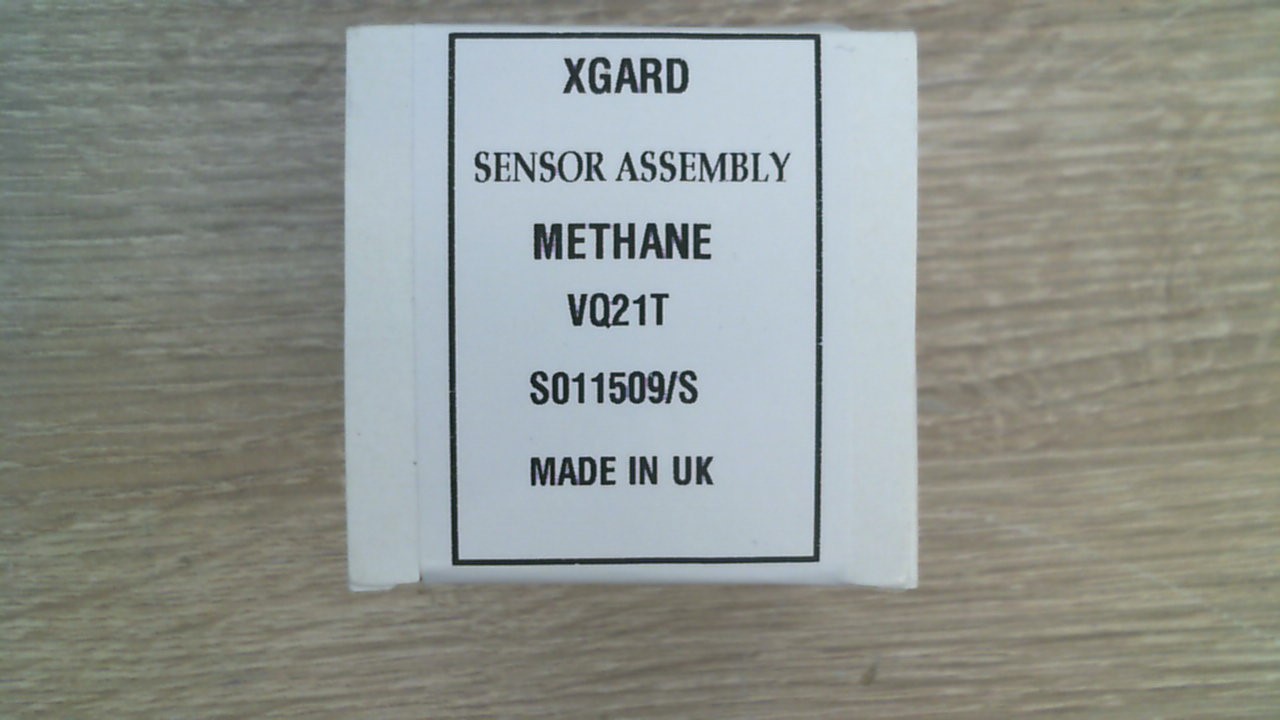 XGARD
SENSOR ASSEMBLY
METHANE
VQ21T
S011509/S
MADE IN UK